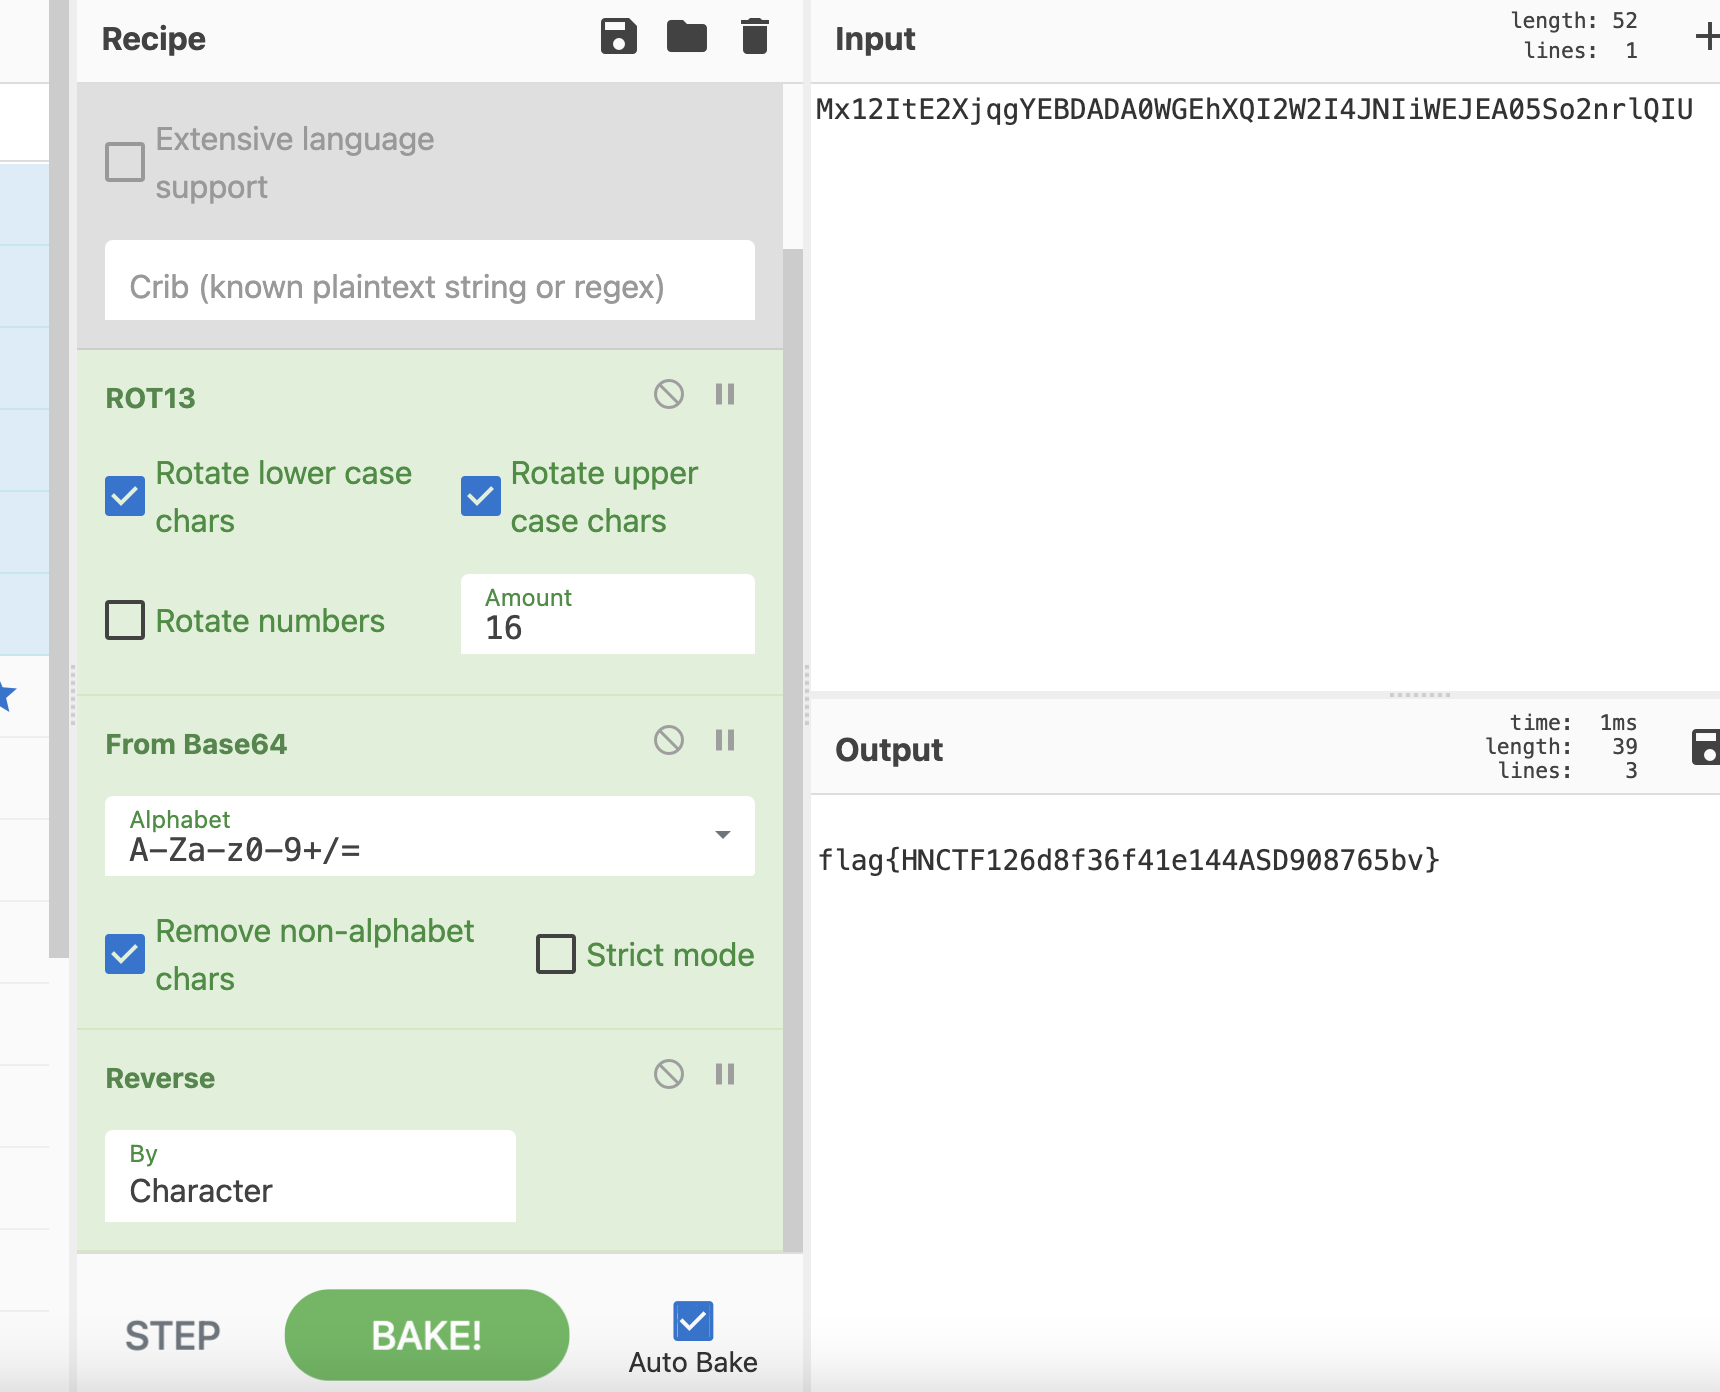 Recipe
Extensive language
support
Crib (known plaintext string or regex)
ROT13
Rotate lower case
chars
Rotate upper
case chars
Rotate numbers
Amount
16
From Base64
Alphabet
A-Za-z0-9+/=
Remove non-alphabet
chars
Strict mode
Reverse
By
Character
STEP
BAKE!
Auto Bake
Input
length: 52
lines: 1
Mx12ItE2XjqgYEBDADA0WGEhXQI2W2I4JNIiWEJEA05So2nrlQIU
Output
time: 1ms
length: 39
lines: 3
flag{HNCTF126d8f36f41e144ASD908765bv}